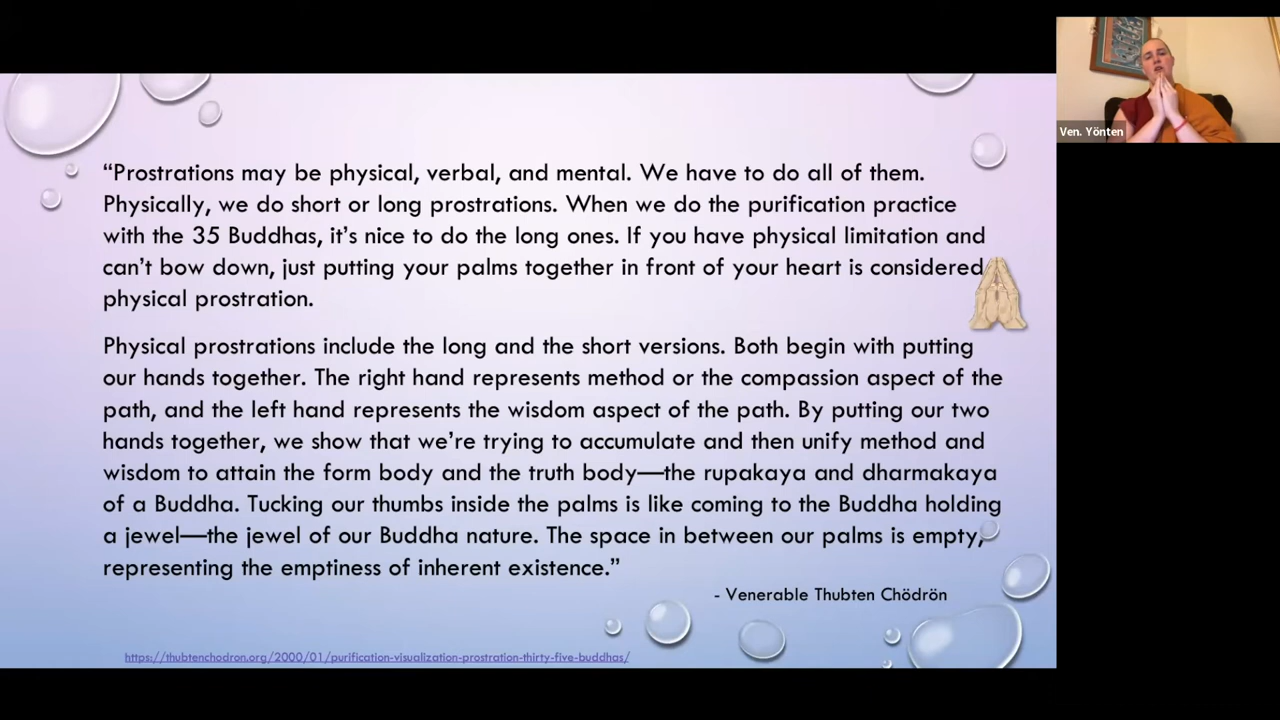 “Prostrations may be physical, verbal, and mental. We have to do all of them.
Physically, we do short or long prostrations. When we do the purification practice
with the 35 Buddhas, it’s nice to do the long ones. If you have physical limitation and
can’t bow down, just putting your palms together in front of your heart is considered
physical prostration.
Physical prostrations include the long and the short versions. Both begin with putting
our hands together. The right hand represents method or the compassion aspect of the
path, and the left hand represents the wisdom aspect of the path. By putting our two
hands together, we show that we’re trying to accumulate and then unify method and
wisdom to attain the form body and the truth body—the rupakaya and dharmakaya
of a Buddha. Tucking our thumbs inside the palms is like coming to the Buddha holding
a jewel—the jewel of our Buddha nature. The space in between our palms is empty,
representing the emptiness of inherent existence.”
- Venerable Thubten Chödrön
https://thubtenchodron.org/2000/01/purification-visualization-prostration-thirty-five-buddhas/
Ven. Yönten